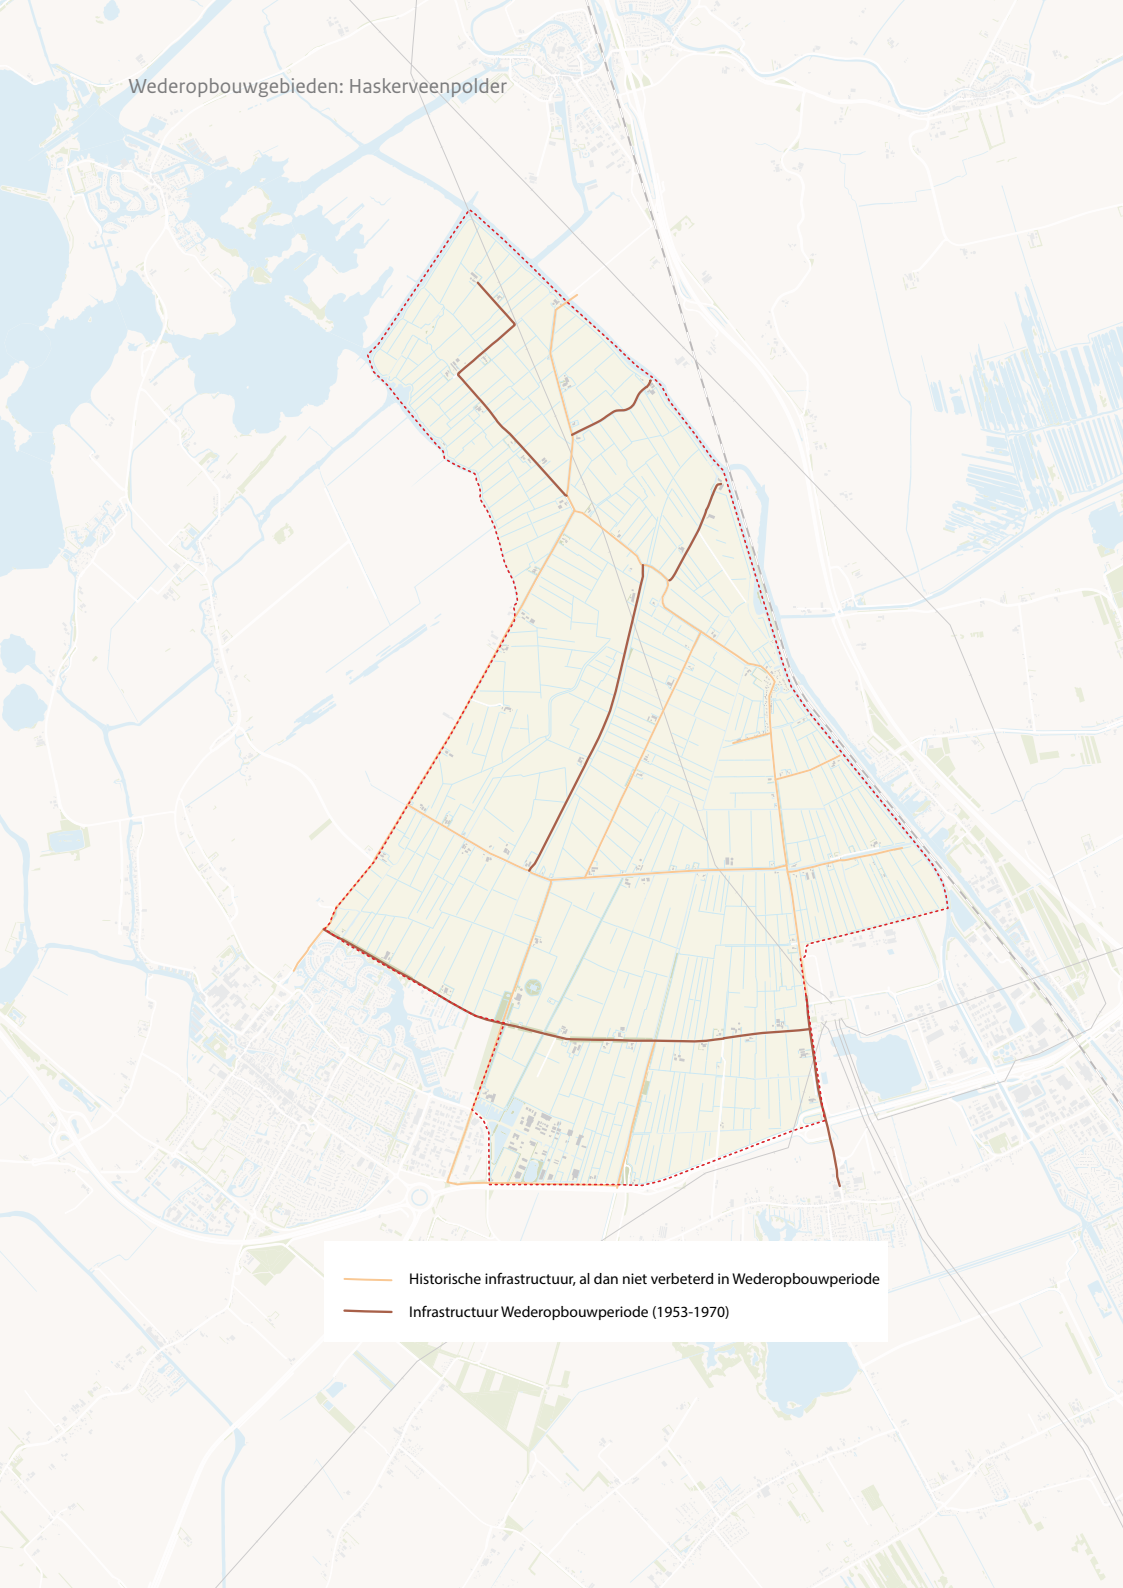 Wederopbouwgebieden: Haskerveenpolder
Historische infrastructuur, al dan niet verbeterd in Wederopbouwperiode
Infrastructuur Wederopbouwperiode (1953-1970)